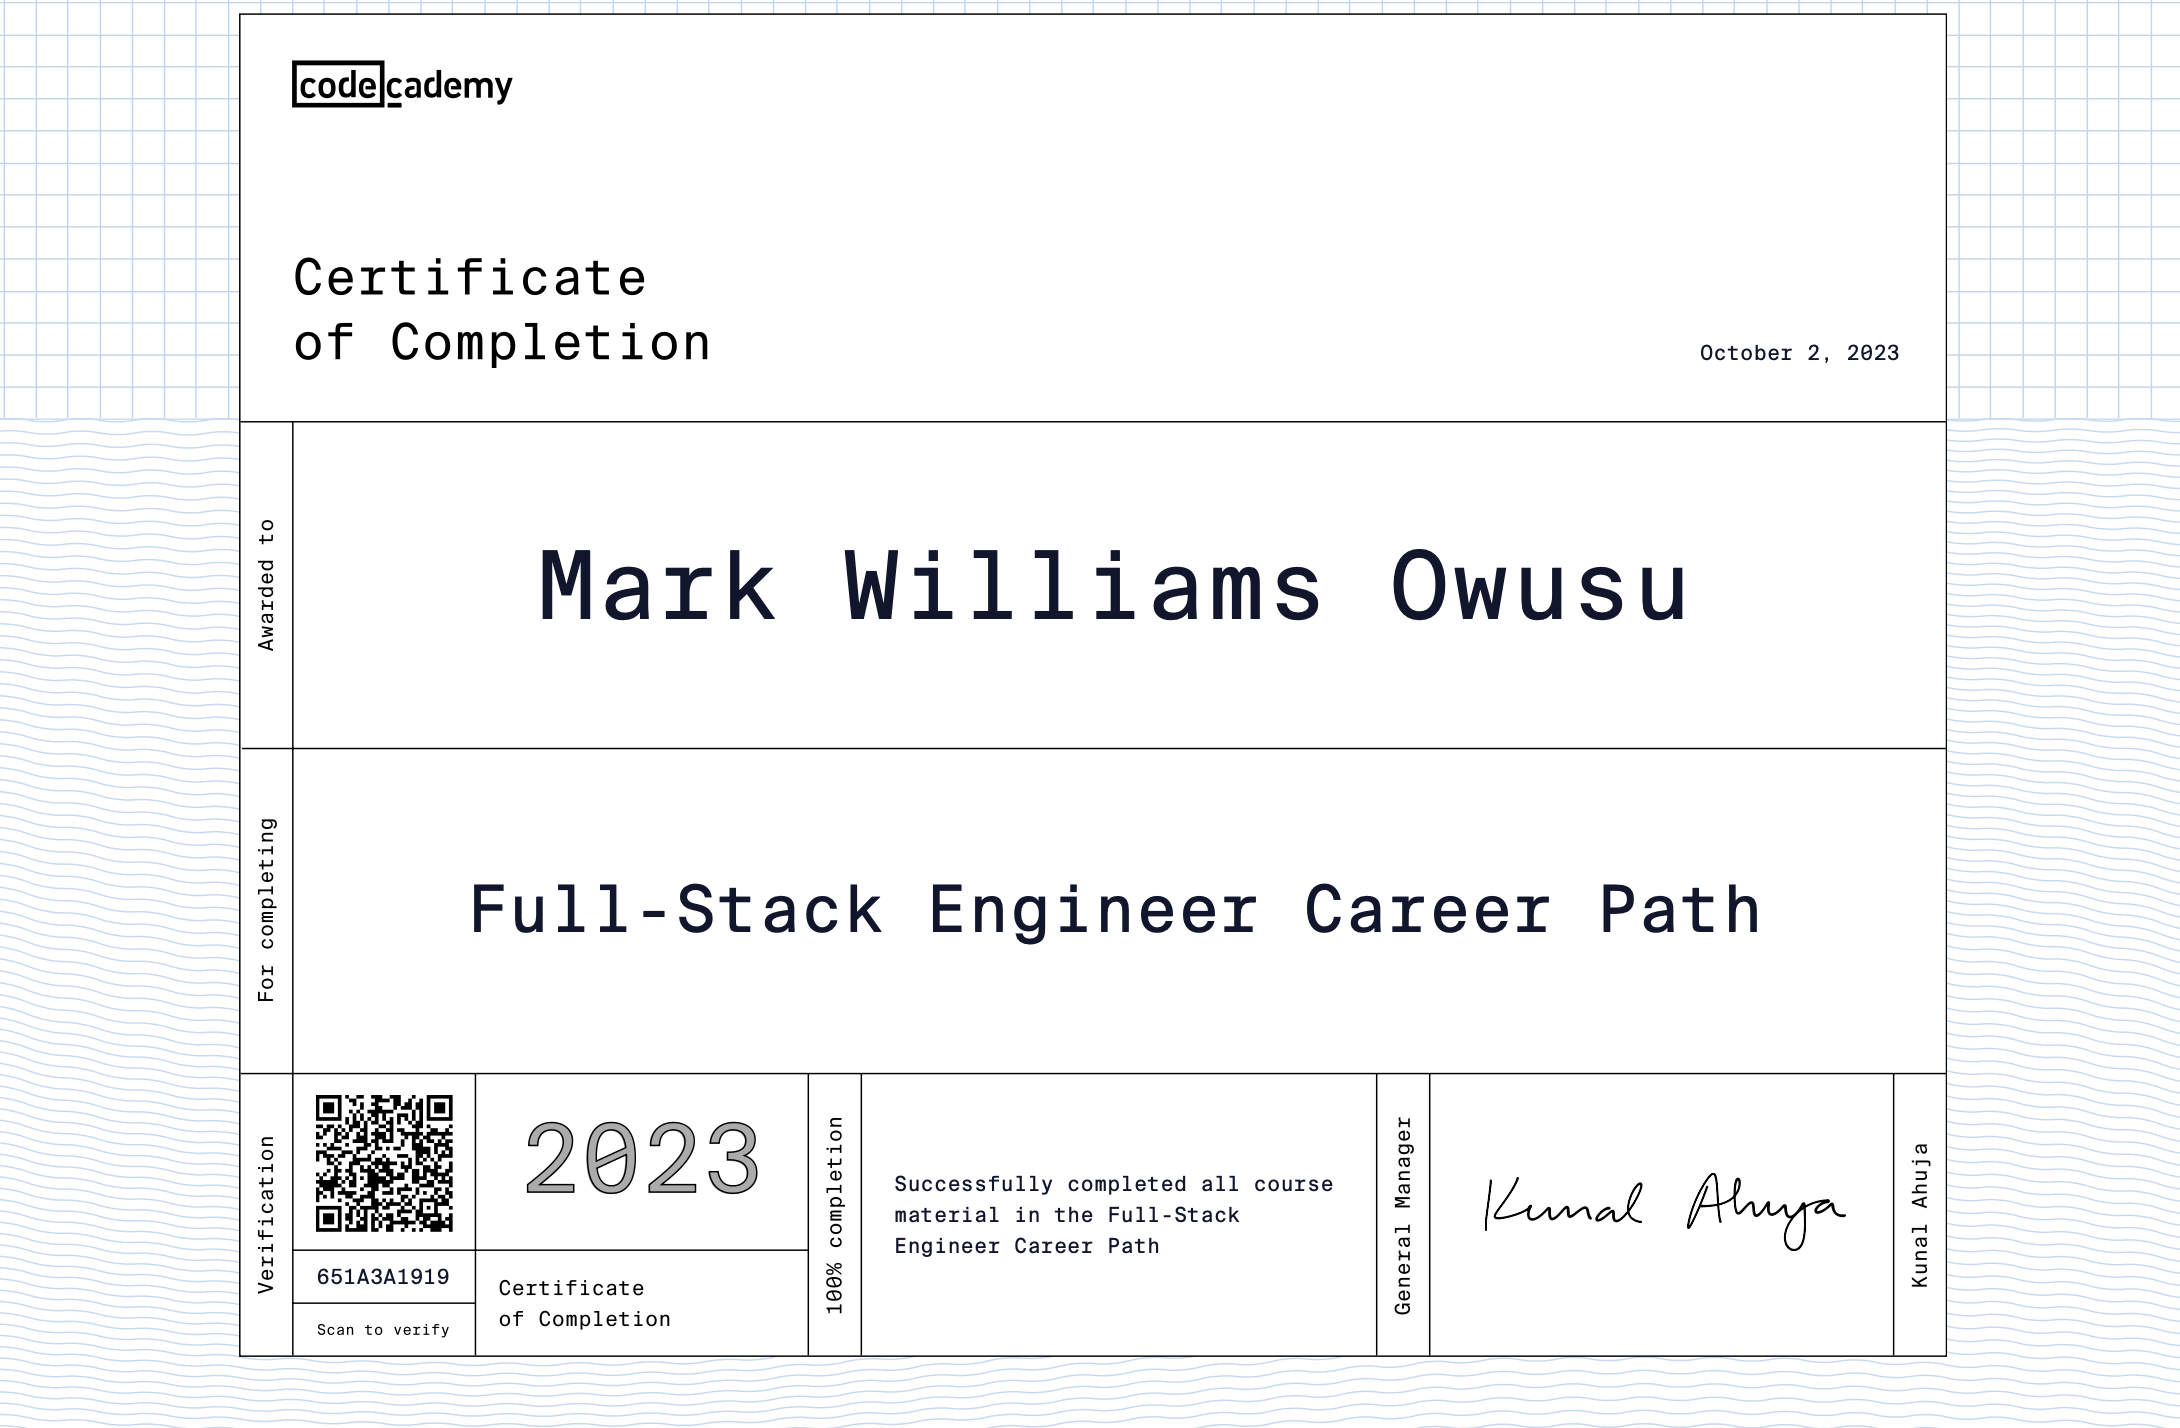 codecademy
Certificate
of Completion
October 2, 2023
Awarded to
Mark Williams Owusu
For completing
Full-Stack Engineer Career Path
Verification
651A3A1919
Scan to verify
2023
Certificate
of Completion
100% completion
Successfully completed all course
material in the Full-Stack
Engineer Career Path
General Manager
Kunal Ahuja
Kunal Ahuja